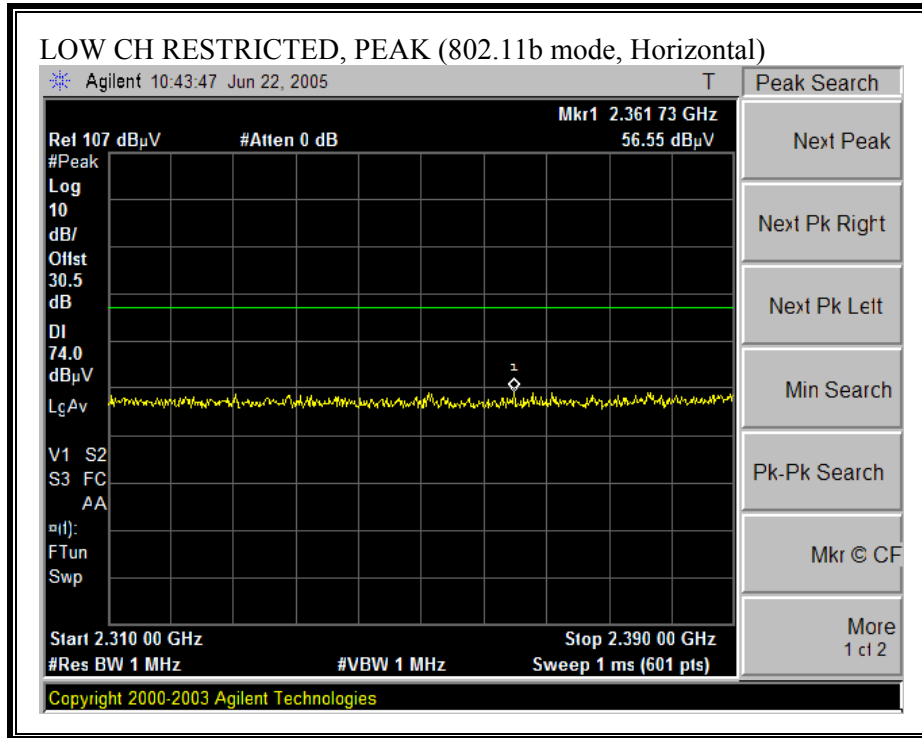 LOW CH RESTRICTED, PEAK (802.11b mode, Horizontal)
Agilent 10:43:47 Jun 22, 2005 T
Peak Search
Mkr1 2.361 73 GHz
Ref 107 dBµV #Atten 0 dB 56.55 dBµV
#Peak
Log
10
dB/
Offst
30.5
dB
DI
74.0
dBµV
LgAv
V1 S2
S3 FC
AA
¤(f):
FTun
Swp
1
Start 2.310 00 GHz Stop 2.390 00 GHz
#Res BW 1 MHz #VBW 1 MHz Sweep 1 ms (601 pts)
Copyright 2000-2003 Agilent Technologies
Next Peak
Next Pk Right
Next Pk Left
Min Search
Pk-Pk Search
Mkr © CF
More
1 of 2